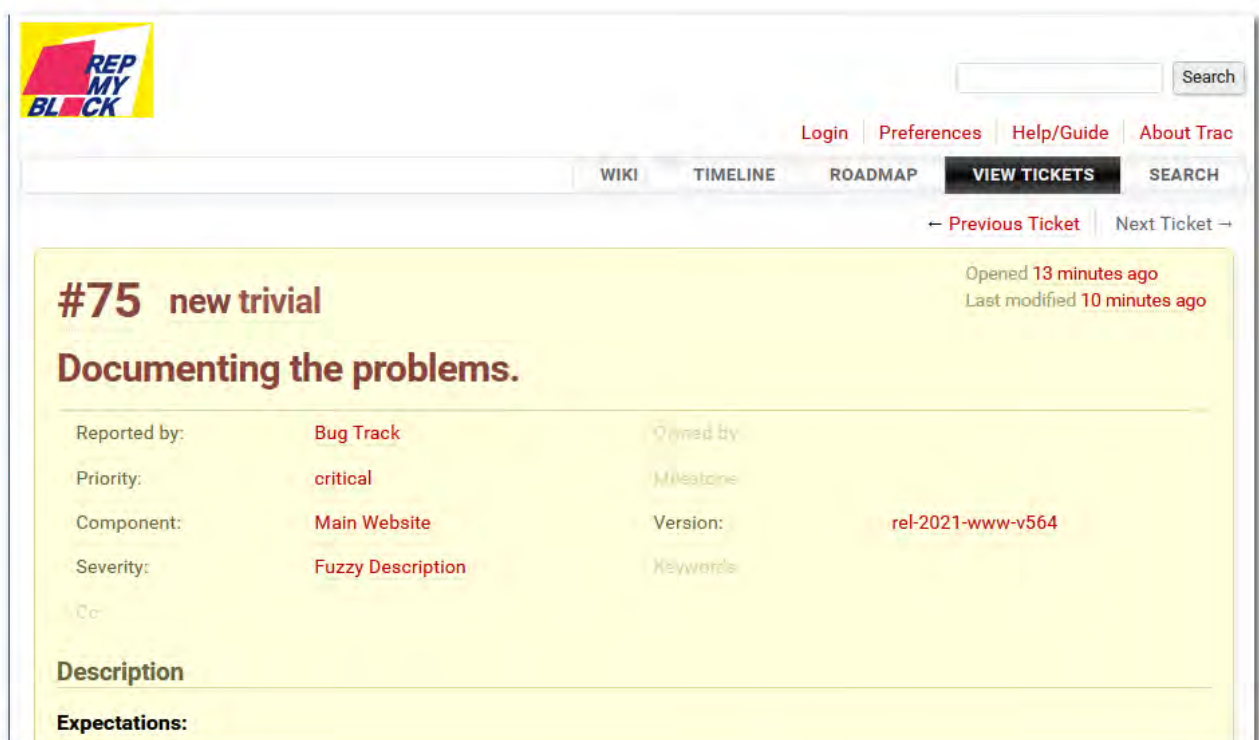 REP
MY
BL CK
Search
Login Preferences Help/Guide About Trac
WIKI TIMELINE ROADMAP VIEW TICKETS SEARCH
← Previous Ticket Next Ticket →
Opened 13 minutes ago
Last modified 10 minutes ago
#75 new trivial
Documenting the problems.
Reported by: Bug Track Owned by
Priority: critical Milestone
Component: Main Website Version: rel-2021-www-v564
Severity: Fuzzy Description Keywords
Cc
Description
Expectations: